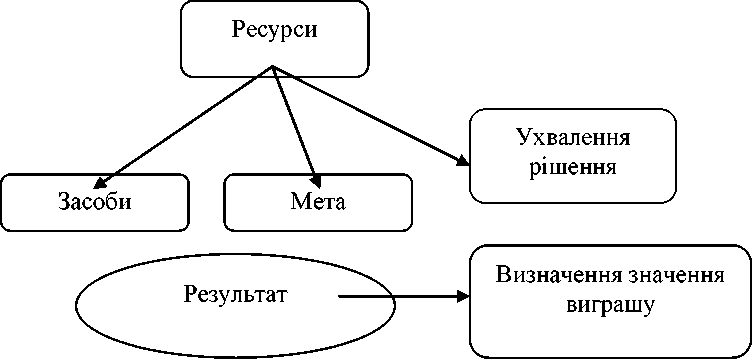 Ресурси
Ухвалення
рішення
Засоби
Мета
Результат
Визначення значення
виграшу